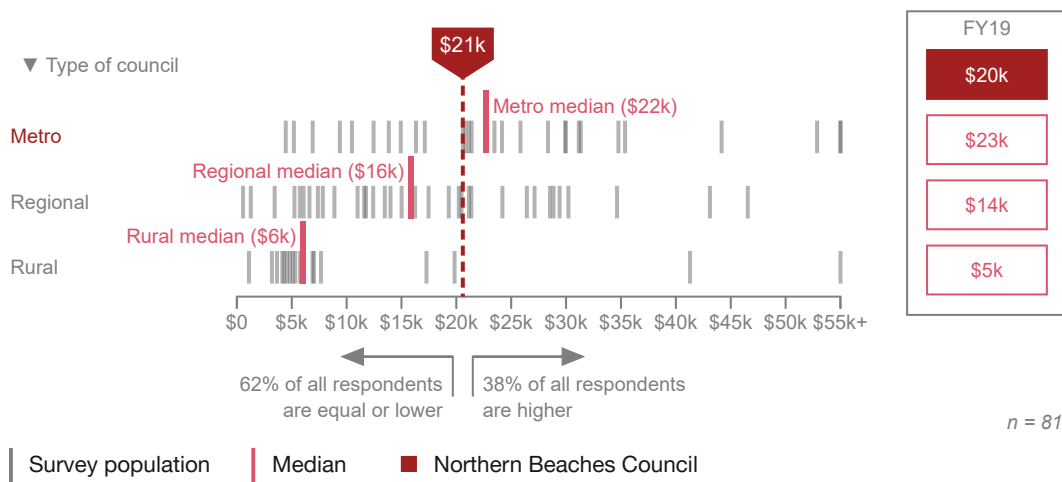 FY19
$21k
$20k
▼ Type of council
Metro median ($22k)
Metro
$23k
Regional median ($16k)
Regional
$14k
Rural median ($6k)
Rural
$5k
$0 $5k $10k $15k $20k $25k $30k $35k $40k $45k $50k $55k+
62% of all respondents
are equal or lower
38% of all respondents
are higher
n = 81
Survey population Median Northern Beaches Council